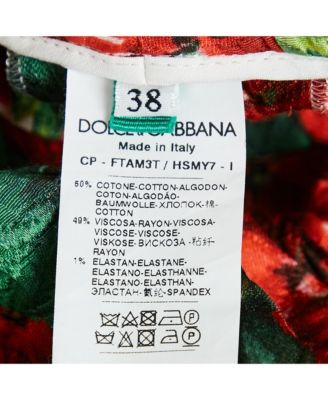 38
DOLCE&GABBANA
Made in Italy
CP - FTAM3T / HSMY7 - I
50% COTONE-COTTON-ALGODON-
COTON-ALGODÃO-
BAUMWOLLE-ХЛОПОК-棉-
COTTON
49% VISCOSA-RAYON-VISCOSA-
VISCOSE-VISCOSE-
VISKOSE-ВИСКОЗА-粘纤-
RAYON
1% ELASTAN-ELASTANE-
ELASTANO-ELASTHANNE-
ELASTANO-ELASTHAN-
ЭЛАСТАН-氨纶-SPANDEX
P